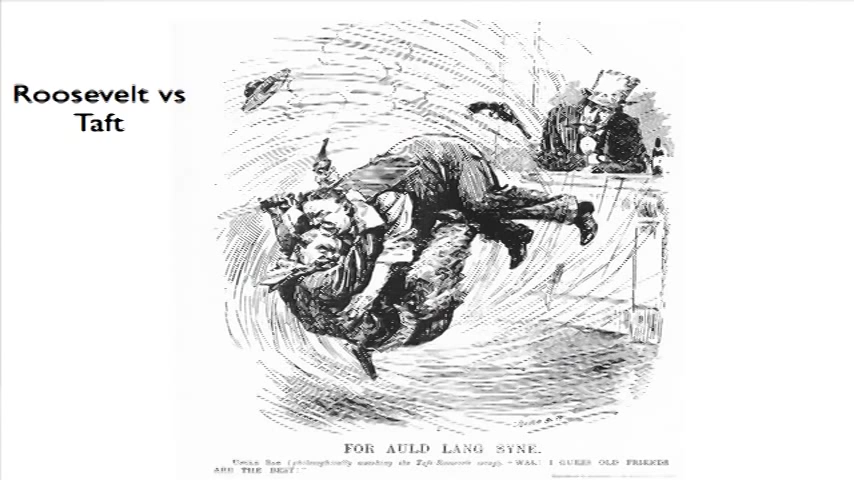 Roosevelt vs
Taft
FOR AULD LANG SYNE.
Uncle Sam (philosophically watching the Taft-Roosevelt scrap). "WAL! I GUESS OLD FRIENDS
ARE THE BEST!"